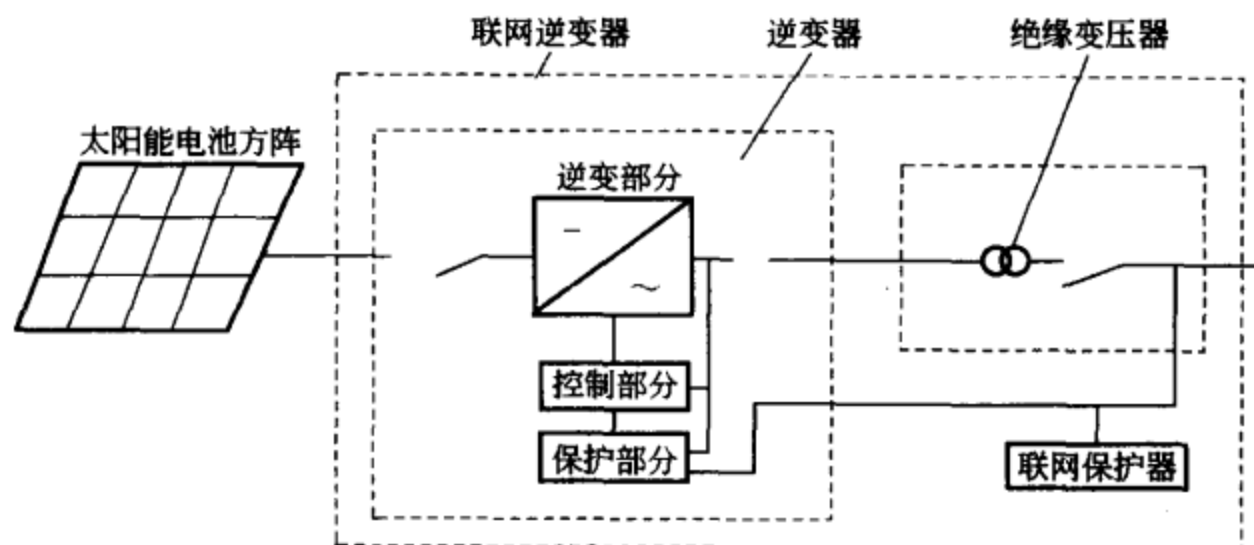 联网逆变器
逆变器
绝缘变压器
太阳能电池方阵
逆变部分
控制部分
保护部分
联网保护器